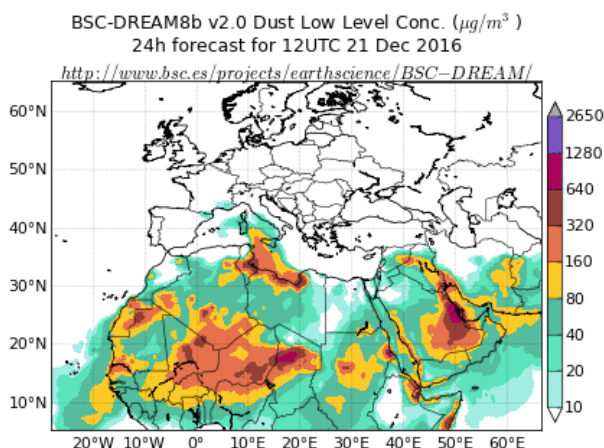 BSC-DREAM8b v2.0 Dust Low Level Conc. (μg/m³ )
24h forecast for 12UTC 21 Dec 2016
http://www.bsc.es/projects/earthscience/BSC−DREAM/
60°N
50°N
40°N
30°N
20°N
10°N
20°W 10°W 0° 10°E 20°E 30°E 40°E 50°E 60°E
2650
1280
640
320
160
80
40
20
10